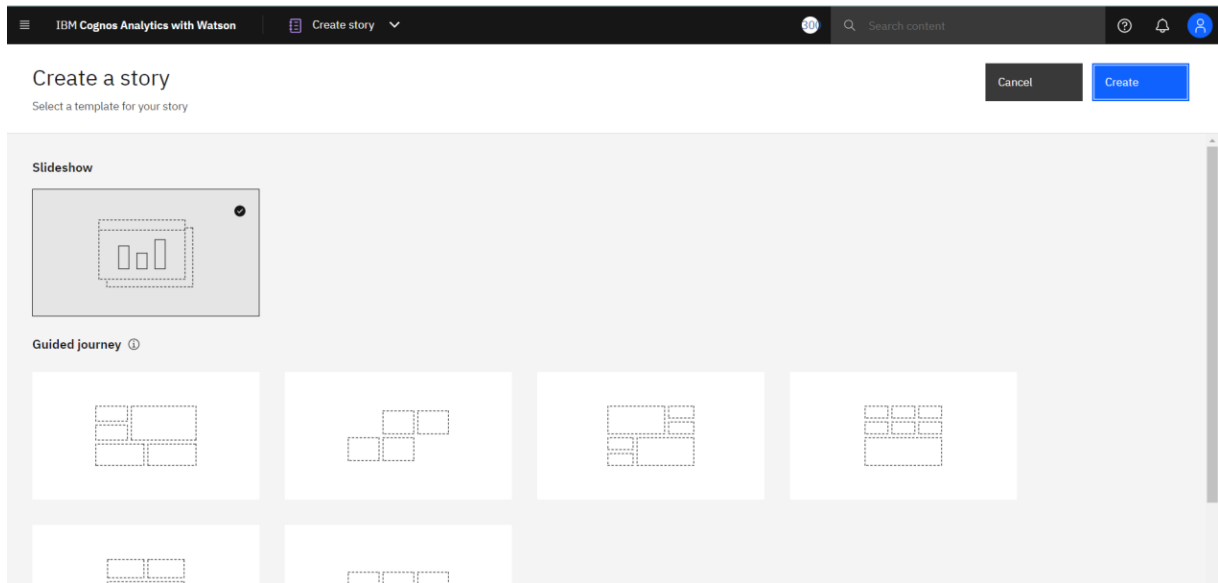 IBM Cognos Analytics with Watson
Create story
30
Search content
Create a story
Cancel
Create
Select a template for your story
Slideshow
Guided journey